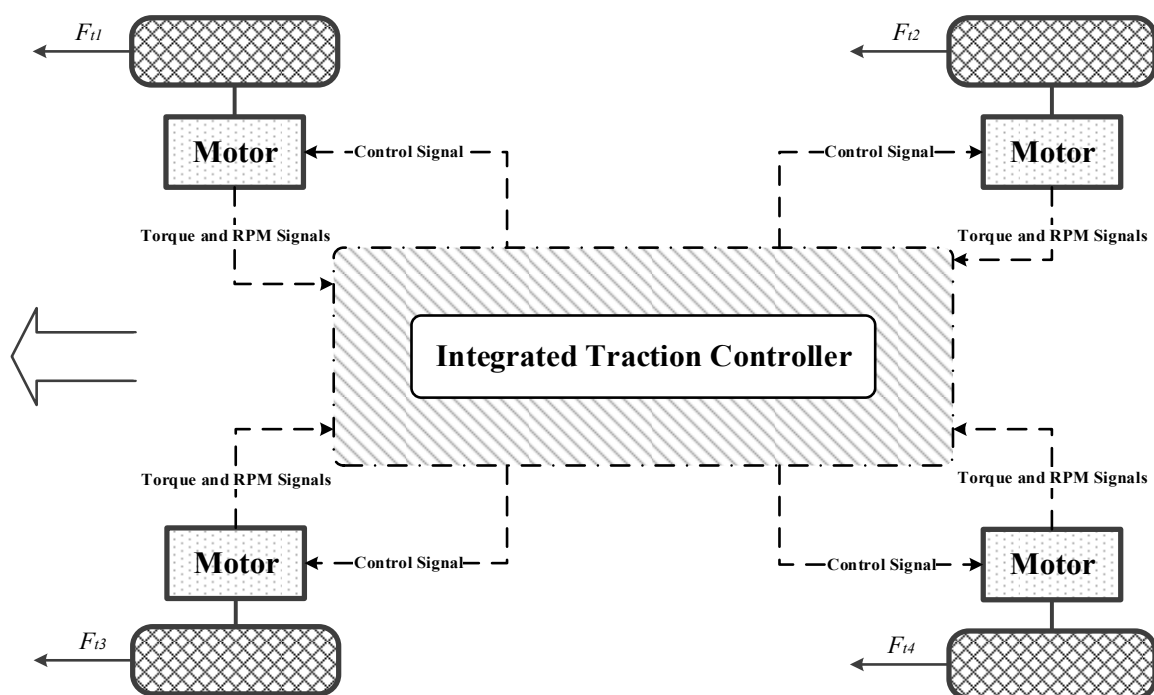 Ft1
Ft2
Motor
Control Signal
Control Signal
Motor
Torque and RPM Signals
Torque and RPM Signals
Integrated Traction Controller
Torque and RPM Signals
Torque and RPM Signals
Motor
Control Signal
Control Signal
Motor
Ft3
Ft4